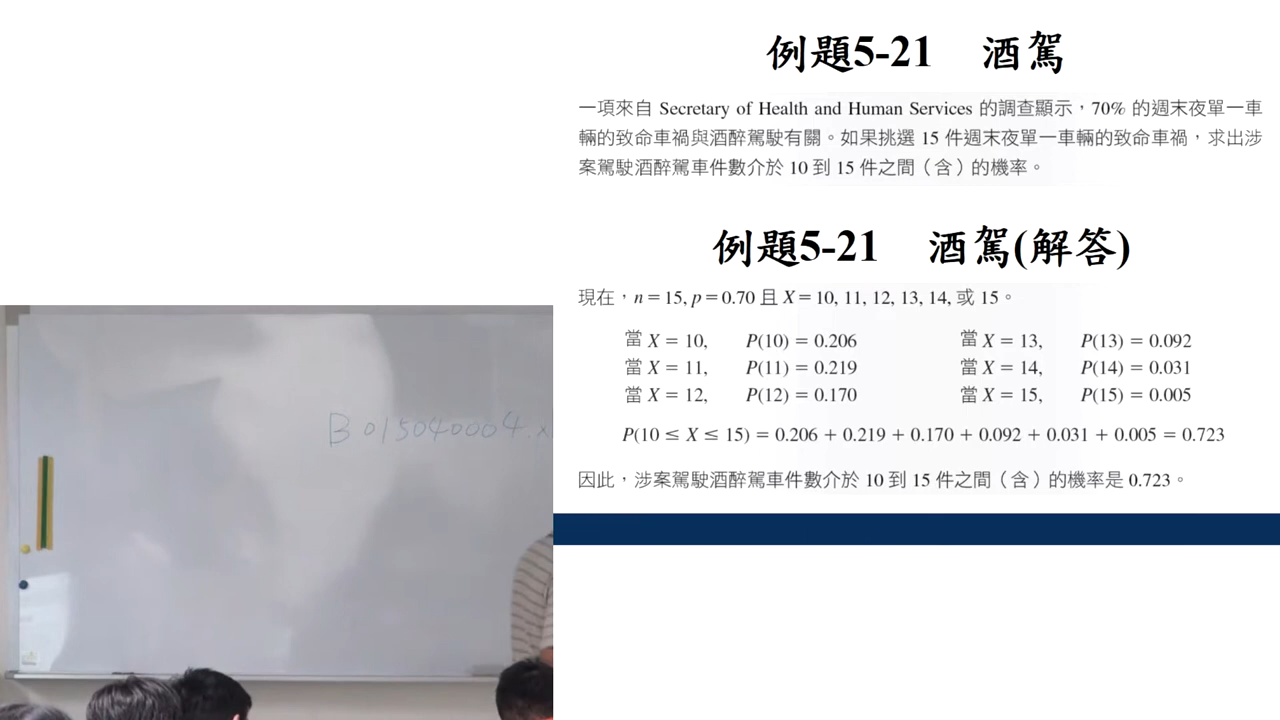 例題5-21 酒駕
一項來自 Secretary of Health and Human Services 的調查顯示，70% 的週末夜單一車
輛的致命車禍與酒醉駕駛有關。如果挑選 15 件週末夜單一車輛的致命車禍，求出涉
案駕駛酒醉駕車件數介於 10 到 15 件之間（含）的機率。
例題5-21 酒駕(解答)
現在，n = 15, p = 0.70 且 X = 10, 11, 12, 13, 14, 或 15。
當 X = 10, P(10) = 0.206 當 X = 13, P(13) = 0.092
當 X = 11, P(11) = 0.219 當 X = 14, P(14) = 0.031
當 X = 12, P(12) = 0.170 當 X = 15, P(15) = 0.005
P(10 ≤ X ≤ 15) = 0.206 + 0.219 + 0.170 + 0.092 + 0.031 + 0.005 = 0.723
因此，涉案駕駛酒醉駕車件數介於 10 到 15 件之間（含）的機率是 0.723。
B015040004.x